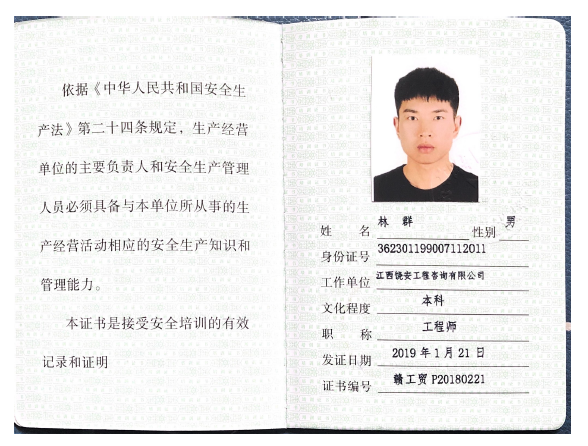 依据《中华人民共和国安全生
产法》第二十四条规定，生产经营
单位的主要负责人和安全生产管理
人员必须具备与本单位所从事的生
产经营活动相应的安全生产知识和
管理能力。
本证书是接受安全培训的有效
记录和证明
姓 名 林 群 性别 男
身份证号 362301199007112011
工作单位 江西饶安工程咨询有限公司
文化程度 本科
职 称 工程师
发证日期 2019 年 1 月 21 日
证书编号 赣工贸 P20180221